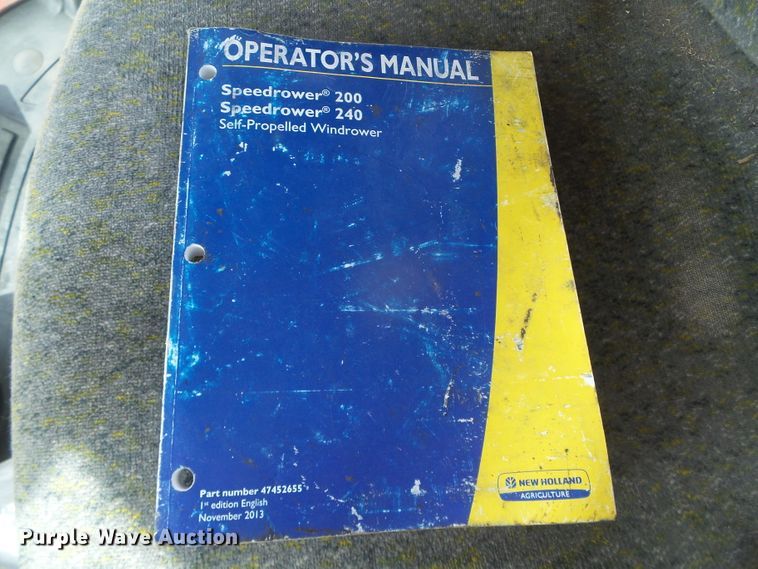 OPERATOR'S MANUAL
Speedrower® 200
Speedrower® 240
Self-Propelled Windrower
Part number 47452655
1st edition English
November 2013
NEW HOLLAND
AGRICULTURE
Purple Wave Auction